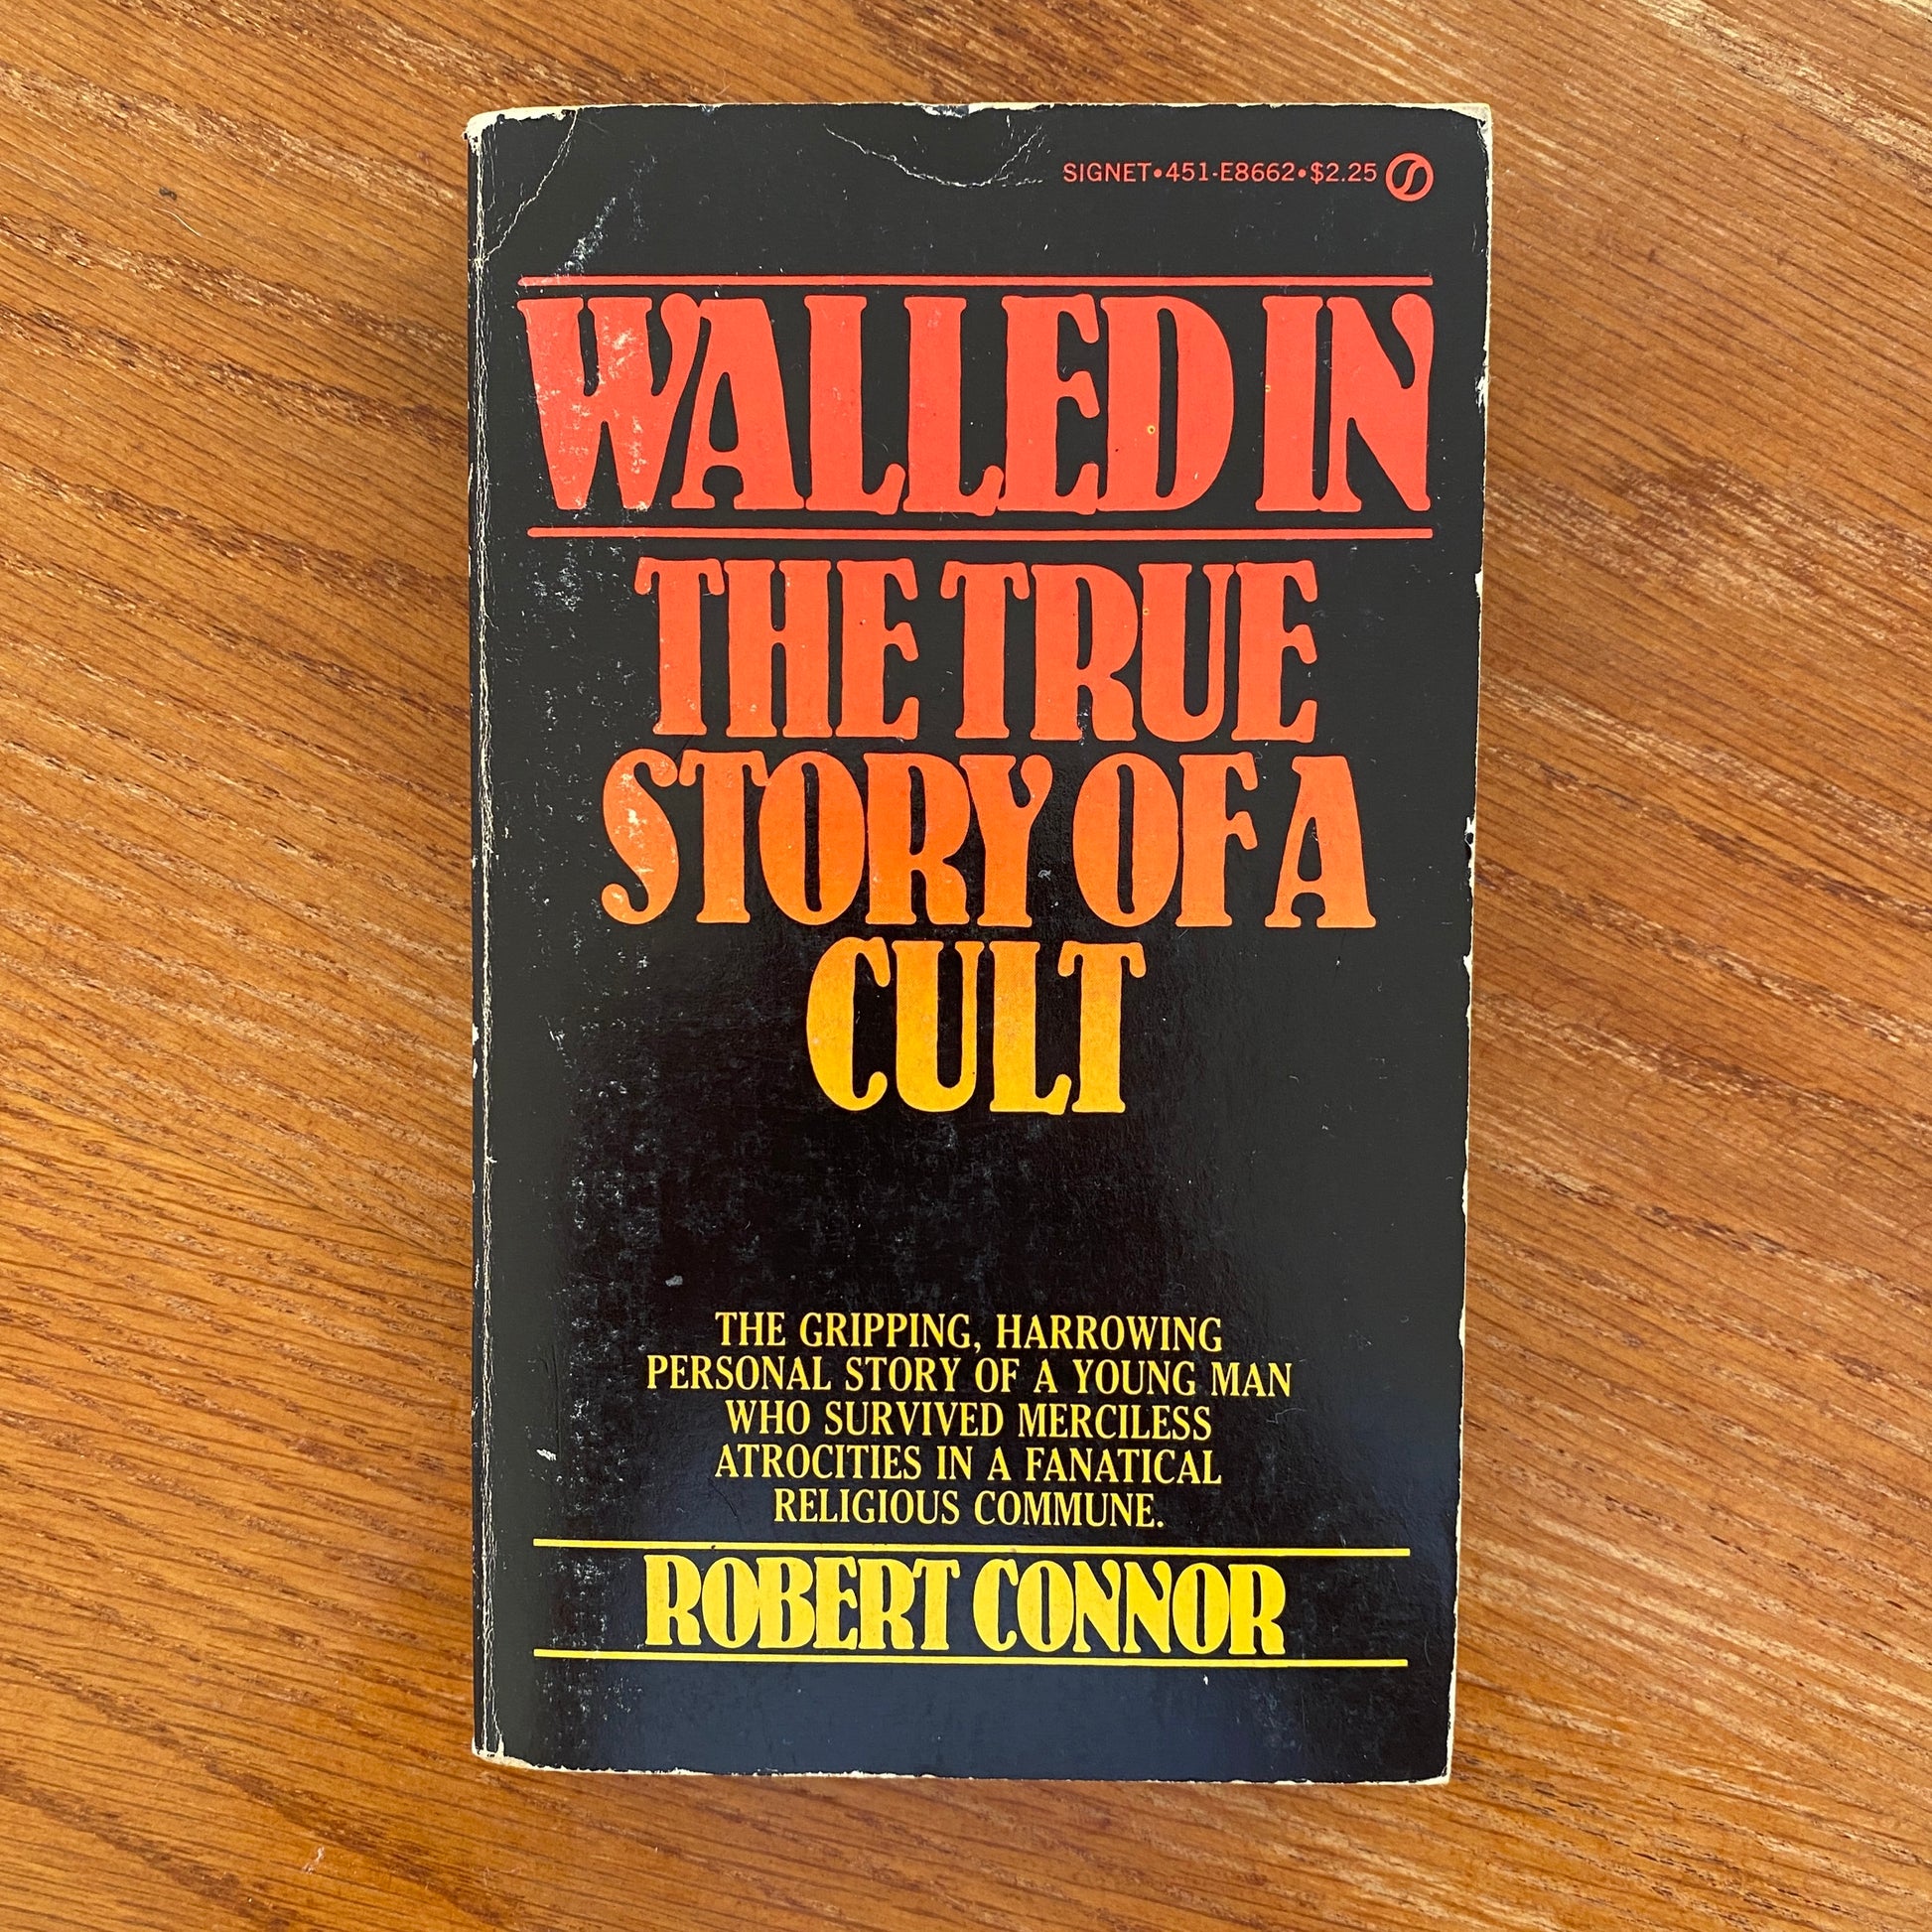 SIGNET•451-E8662•$2.25
WALLED IN
THE TRUE
STORY OF A
CULT
THE GRIPPING, HARROWING
PERSONAL STORY OF A YOUNG MAN
WHO SURVIVED MERCILESS
ATROCITIES IN A FANATICAL
RELIGIOUS COMMUNE.
ROBERT CONNOR